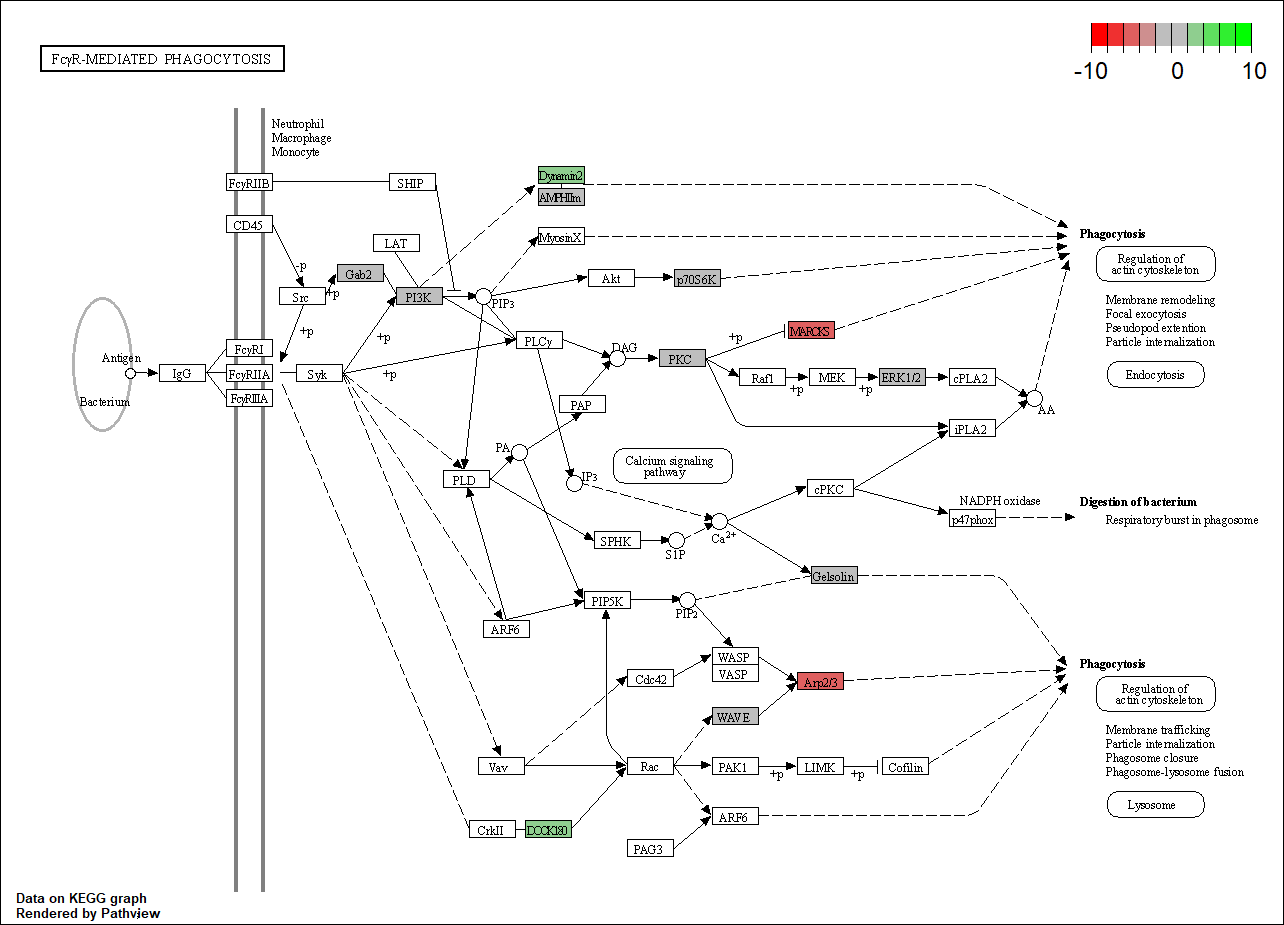 FcγR-MEDIATED PHAGOCYTOSIS
-10
0
10
Neutrophil
Macrophage
Monocyte
FcγRIIB
SHIP
Dynamin2
AMPHIIm
CD45
LAT
MyosinX
Phagocytosis
-p
Gab2
Akt
p70S6K
Regulation of
actin cytoskeleton
Src
+p
PI3K
PIP3
Membrane remodeling
Focal exocytosis
Pseudopod extention
Particle internalization
+p
+p
PLCγ
+p
MARCKS
FcγRI
DAG
Antigen
IgG
FcγRIIA
Syk
+p
PKC
Raf1
+p
MEK
+p
ERK1/2
cPLA2
Endocytosis
Bacterium
FcγRIIIA
PAP
AA
iPLA2
PA
Calcium signaling
pathway
PLD
IP3
cPKC
NADPH oxidase
Digestion of bacterium
p47phox
Respiratory burst in phagosome
SPHK
S1P
Ca2+
Gelsolin
PIP5K
PIP2
ARF6
WASP
VASP
Phagocytosis
Cdc42
Arp2/3
Regulation of
actin cytoskeleton
WAVE
Membrane trafficking
Particle internalization
Phagosome closure
Phagosome-lysosome fusion
Vav
Rac
PAK1
+p
LIMK
+p
Cofilin
Lysosome
ARF6
CrkII
DOCK180
PAG3
Data on KEGG graph
Rendered by Pathview